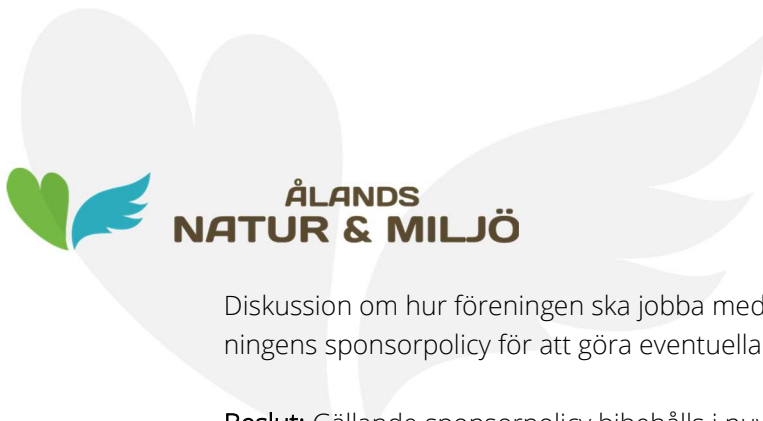 ÅLANDS
NATUR & MILJÖ
Diskussion om hur föreningen ska jobba med
ningens sponsorpolicy för att göra eventuella
Beslut: Gällande sponsorpolicy bibehålls i